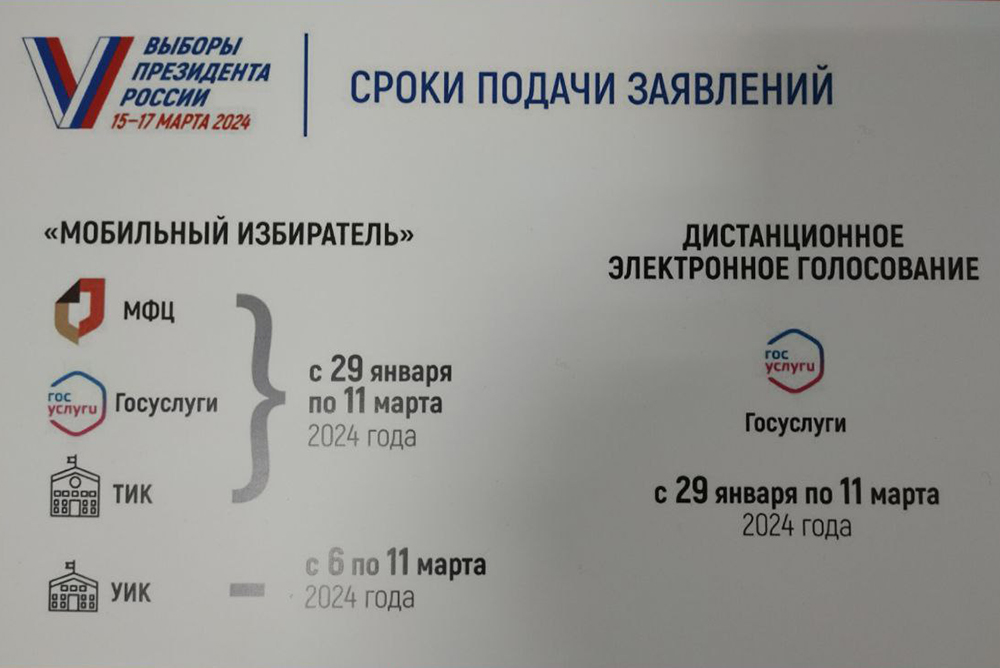 ВЫБОРЫ
ПРЕЗИДЕНТА
РОССИИ
15–17 МАРТА 2024
СРОКИ ПОДАЧИ ЗАЯВЛЕНИЙ
«МОБИЛЬНЫЙ ИЗБИРАТЕЛЬ»
МФЦ
гос
услуги
Госуслуги
ТИК
с 29 января
по 11 марта
2024 года
УИК
с 6 по 11 марта
2024 года
ДИСТАНЦИОННОЕ
ЭЛЕКТРОННОЕ ГОЛОСОВАНИЕ
гос
услуги
Госуслуги
с 29 января по 11 марта
2024 года